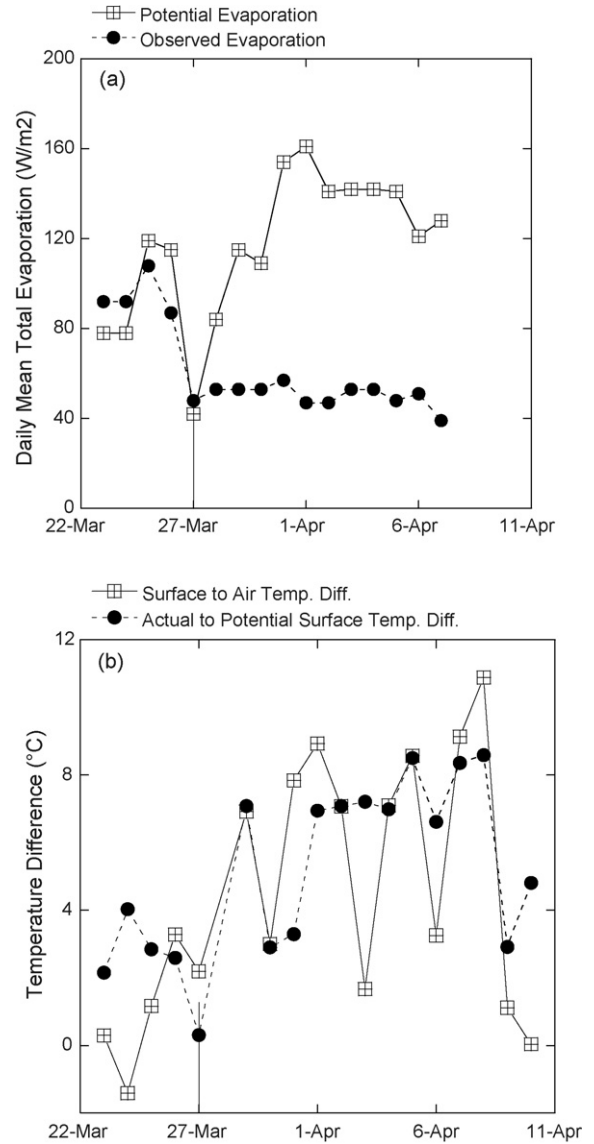 Potential Evaporation
Observed Evaporation
(a)
Daily Mean Total Evaporation (W/m2)
200
160
120
80
40
0
22-Mar 27-Mar 1-Apr 6-Apr 11-Apr
Surface to Air Temp. Diff.
Actual to Potential Surface Temp. Diff.
(b)
Temperature Difference (°C)
12
8
4
0
22-Mar 27-Mar 1-Apr 6-Apr 11-Apr